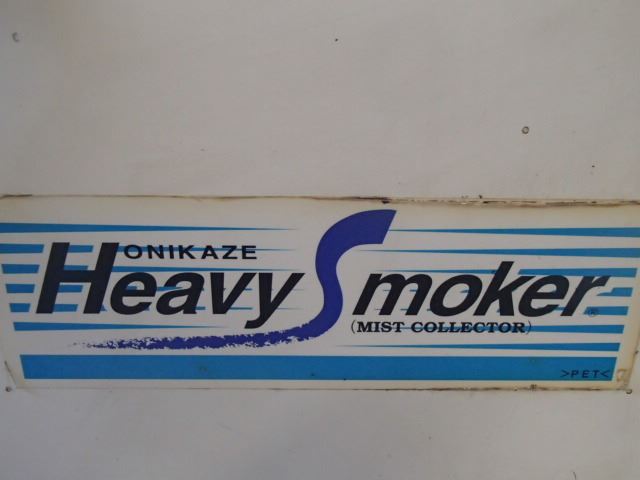 ONIKAZE
Heavy Smoker®
(MIST COLLECTOR)
>PET<